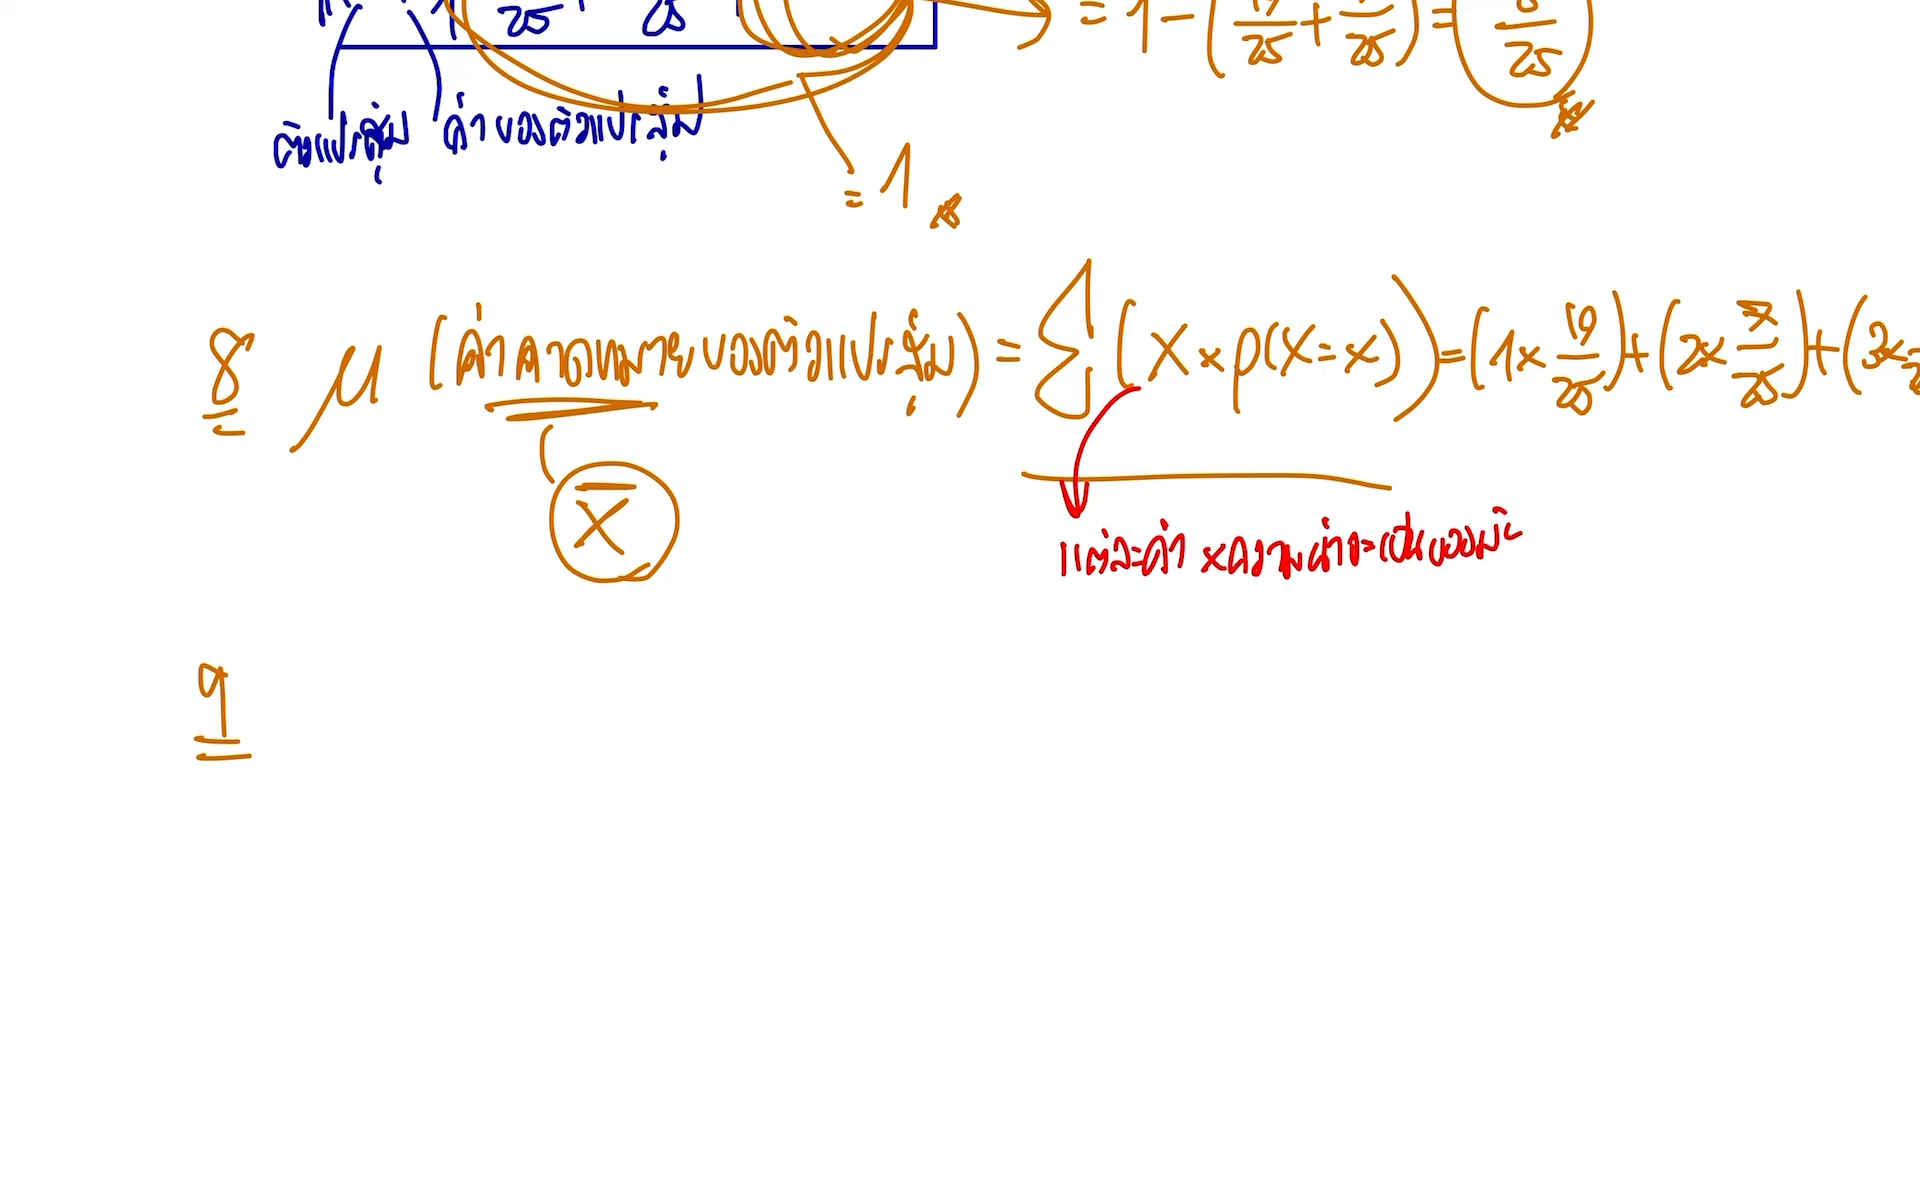 25 25
= 1 - ( 19/25 + /25 ) = /25
ตัวแปรสุ่ม ค่าของตัวแปรสุ่ม
= 1
8 μ (ค่าคาดหมายของตัวแปรสุ่ม) = Σ (X × P(X=x)) = (1 × 19/25) + (2 × /25) + (3×
X̄
แต่ละค่า × ความน่าจะเป็นของมัน
9